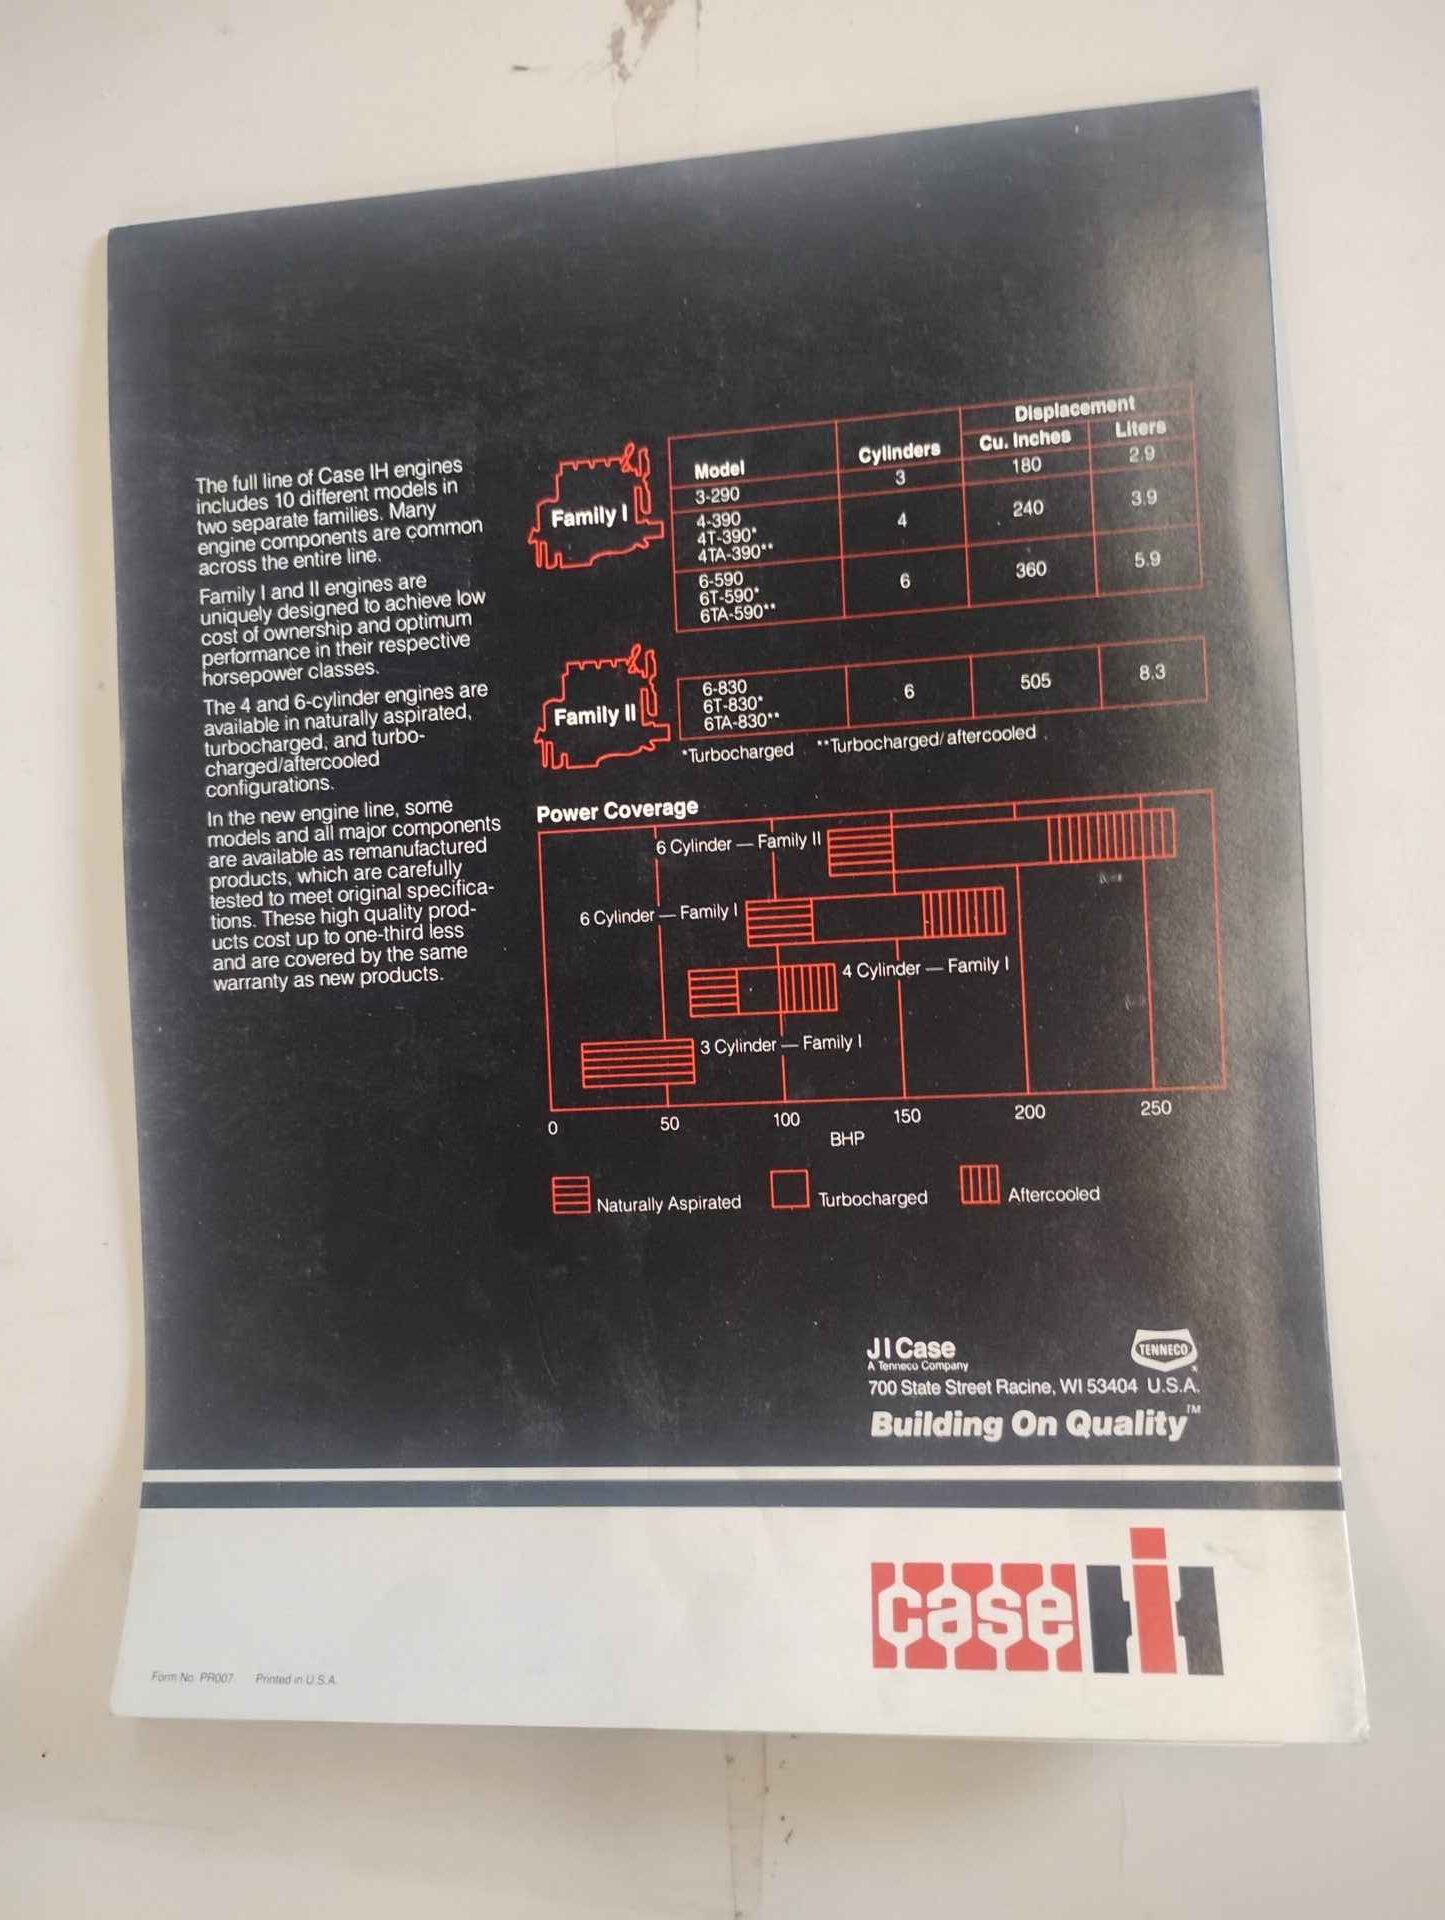 The full line of Case IH engines
includes 10 different models in
two separate families. Many
engine components are common
across the entire line.
Family I and II engines are
uniquely designed to achieve low
cost of ownership and optimum
performance in their respective
horsepower classes.
The 4 and 6-cylinder engines are
available in naturally aspirated,
turbocharged, and turbo-
charged/aftercooled
configurations.
In the new engine line, some
models and all major components
are available as remanufactured
products, which are carefully
tested to meet original specifica-
tions. These high quality prod-
ucts cost up to one-third less
and are covered by the same
warranty as new products.
Family I
Displacement
Model Cylinders Cu. Inches Liters
3-290 3 180 2.9
4-390
4T-390* 4 240 3.9
4TA-390**
6-590
6T-590* 6 360 5.9
6TA-590**
Family II
6-830
6T-830* 6 505 8.3
6TA-830**
*Turbocharged **Turbocharged/aftercooled
Power Coverage
6 Cylinder — Family II
6 Cylinder — Family I
4 Cylinder — Family I
3 Cylinder — Family I
0 50 100 150 200 250
BHP
Naturally Aspirated Turbocharged Aftercooled
J I Case
A Tenneco Company
TENNECO
700 State Street Racine, WI 53404 U.S.A.
Building On Quality™
case IH
Form No. PR007 Printed in U.S.A.